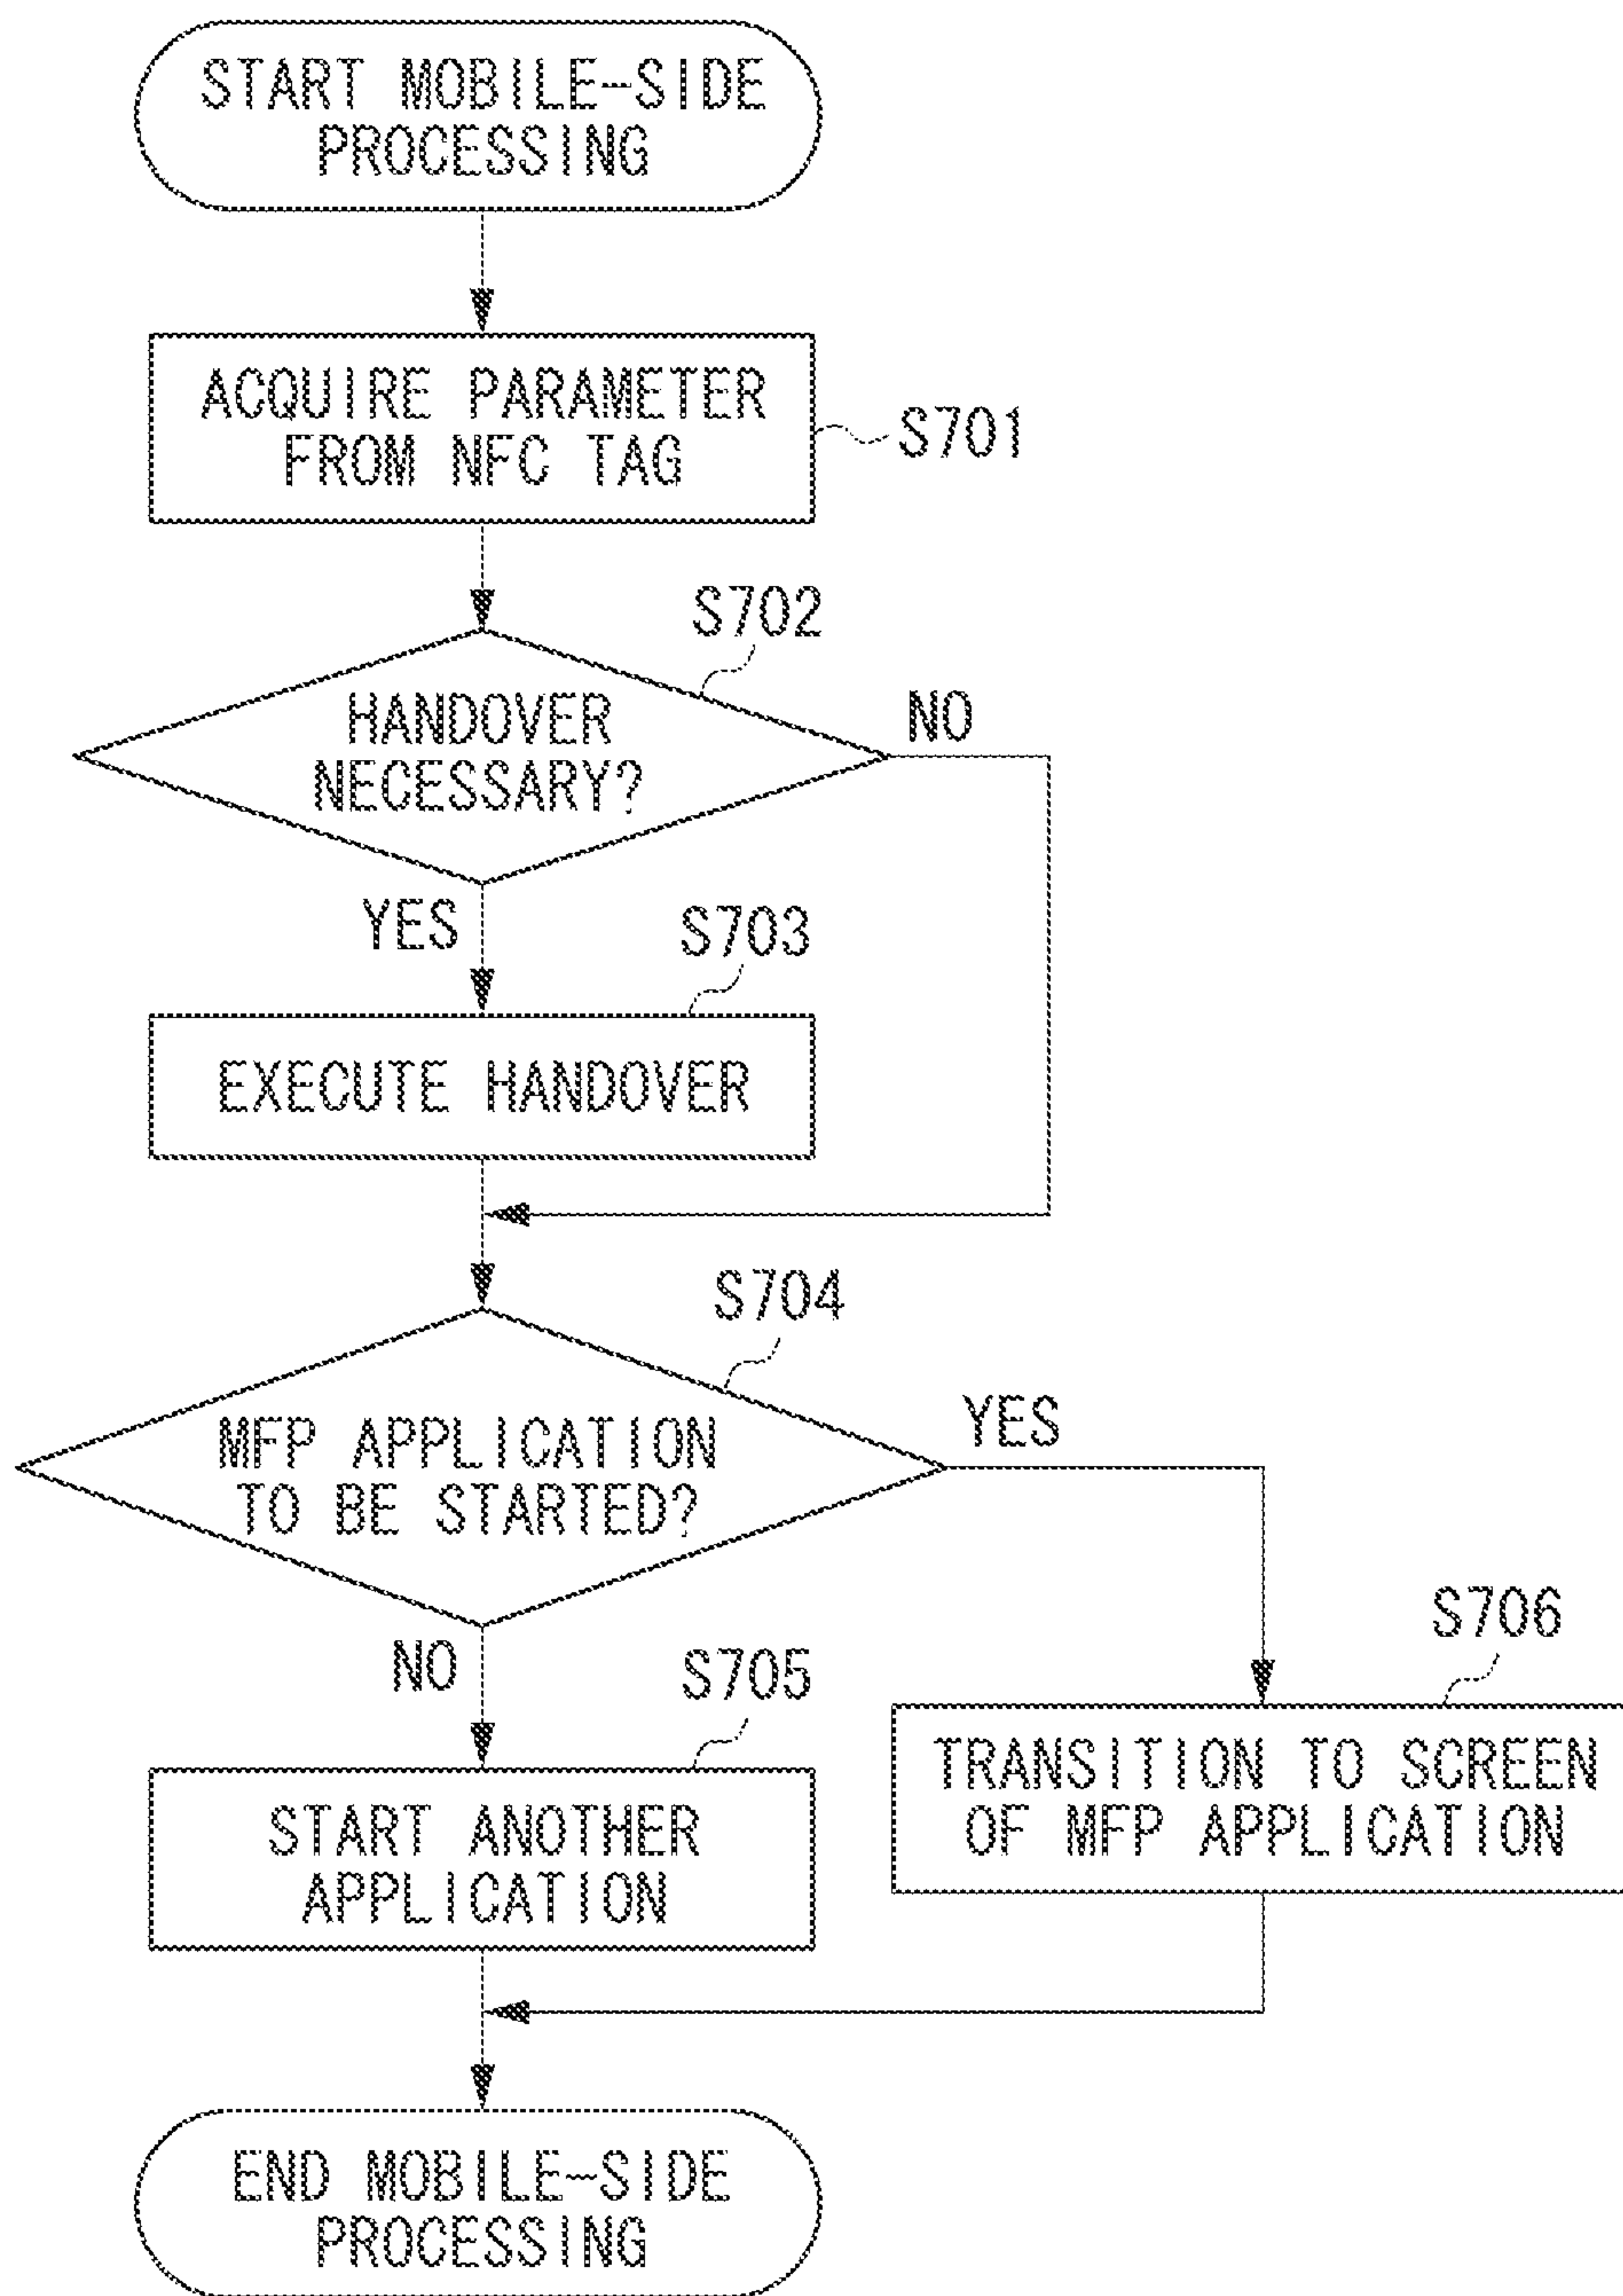 START MOBILE-SIDE
PROCESSING
ACQUIRE PARAMETER
FROM NFC TAG
S701
S702
HANDOVER
NECESSARY?
NO
YES
S703
EXECUTE HANDOVER
S704
MFP APPLICATION
TO BE STARTED?
YES
NO
S705
S706
START ANOTHER
APPLICATION
TRANSITION TO SCREEN
OF MFP APPLICATION
END MOBILE-SIDE
PROCESSING